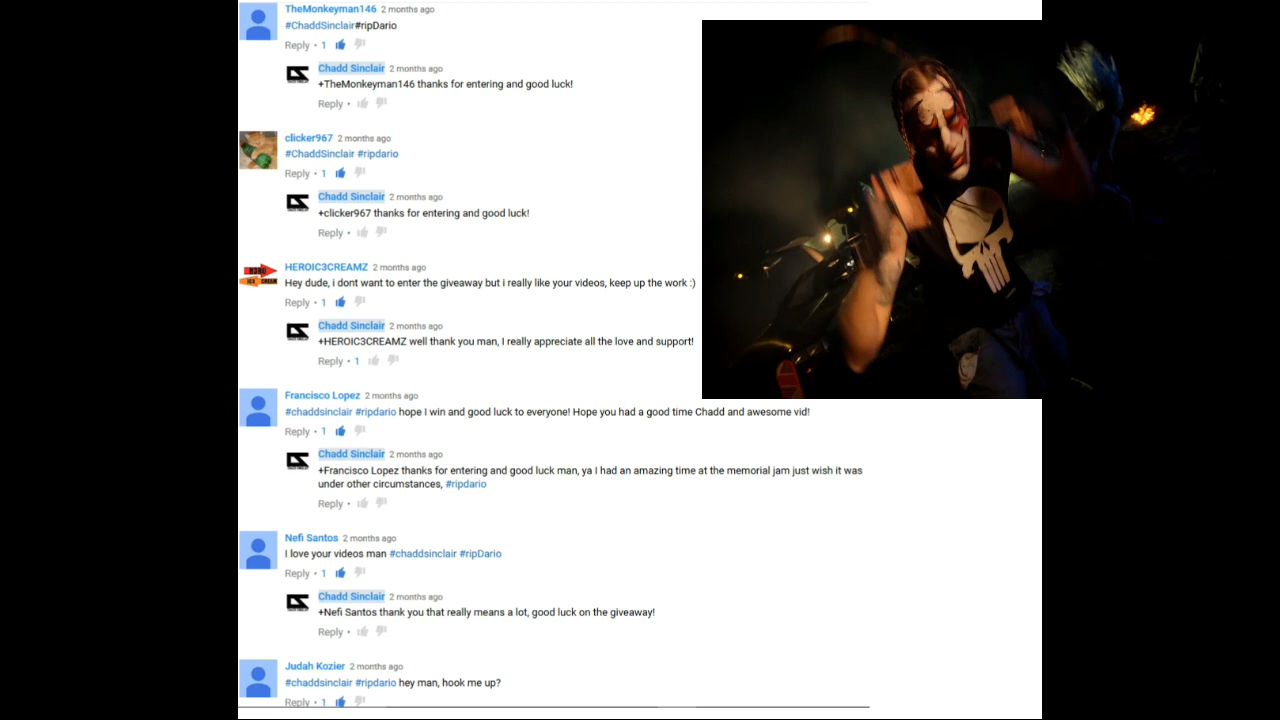 TheMonkeyman146 2 months ago
#ChaddSinclair#ripDario
Reply • 1
Chadd Sinclair 2 months ago
+TheMonkeyman146 thanks for entering and good luck!
Reply •
clicker967 2 months ago
#ChaddSinclair #ripdario
Reply • 1
Chadd Sinclair 2 months ago
+clicker967 thanks for entering and good luck!
Reply •
HEROIC3CREAMZ 2 months ago
Hey dude, i dont want to enter the giveaway but i really like your videos, keep up the work :)
Reply • 1
Chadd Sinclair 2 months ago
+HEROIC3CREAMZ well thank you man, I really appreciate all the love and support!
Reply • 1
Francisco Lopez 2 months ago
#chaddsinclair #ripdario hope I win and good luck to everyone! Hope you had a good time Chadd and awesome vid!
Reply • 1
Chadd Sinclair 2 months ago
+Francisco Lopez thanks for entering and good luck man, ya I had an amazing time at the memorial jam just wish it was
under other circumstances, #ripdario
Reply •
Nefi Santos 2 months ago
I love your videos man #chaddsinclair #ripDario
Reply • 1
Chadd Sinclair 2 months ago
+Nefi Santos thank you that really means a lot, good luck on the giveaway!
Reply •
Judah Kozier 2 months ago
#chaddsinclair #ripdario hey man, hook me up?
Reply • 1